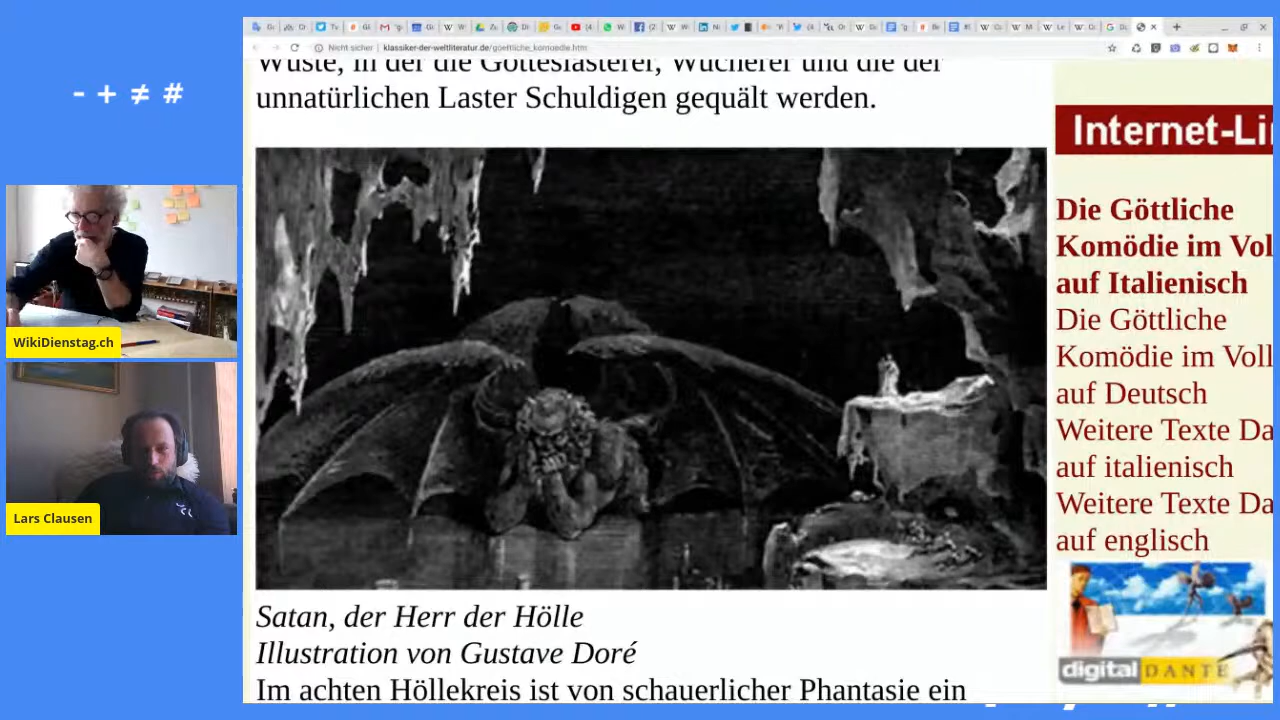 - + ≠ #
WikiDienstag.ch
Lars Clausen
Nicht sicher | klassiker-der-weltliteratur.de/goettliche_komoedie.htm
Wüste, in der die Gotteslästerer, Wucherer und die der
unnatürlichen Laster Schuldigen gequält werden.
Satan, der Herr der Hölle
Illustration von Gustave Doré
Im achten Höllekreis ist von schauerlicher Phantasie ein
Internet-Li
Die Göttliche
Komödie im Vol
auf Italienisch
Die Göttliche
Komödie im Voll
auf Deutsch
Weitere Texte Da
auf italienisch
Weitere Texte Da
auf englisch
digital DANTE